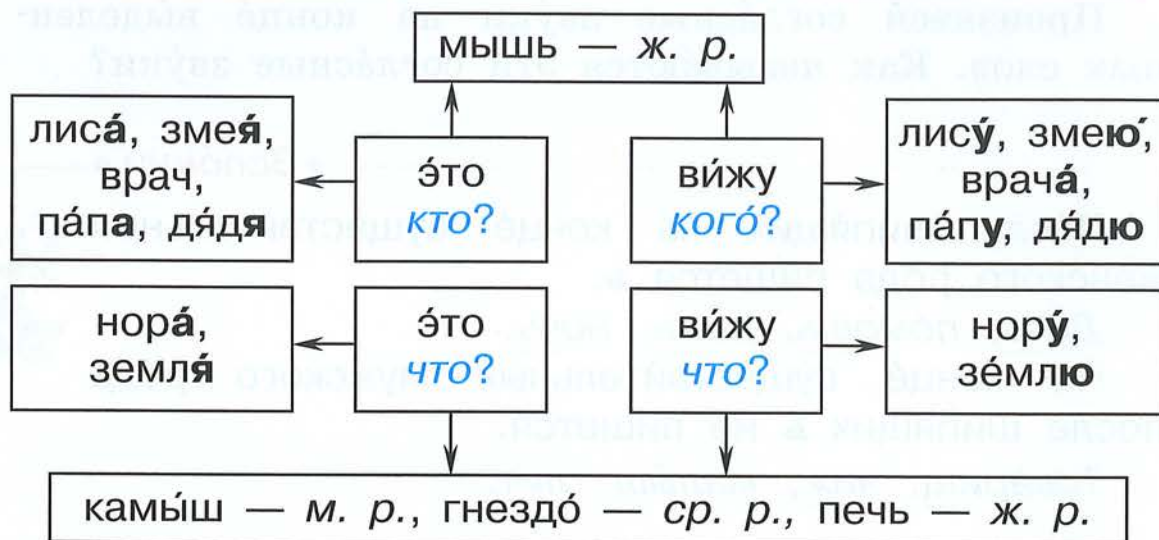 мышь — ж. р.
лиса́, змея́,
врач,
па́па, дя́дя
э́то
кто?
ви́жу
кого́?
лису́, змею́,
врача́,
па́пу, дя́дю
нора́,
земля́
э́то
что?
ви́жу
что?
нору́,
зе́млю
камы́ш — м. р., гнездо́ — ср. р., печь — ж. р.